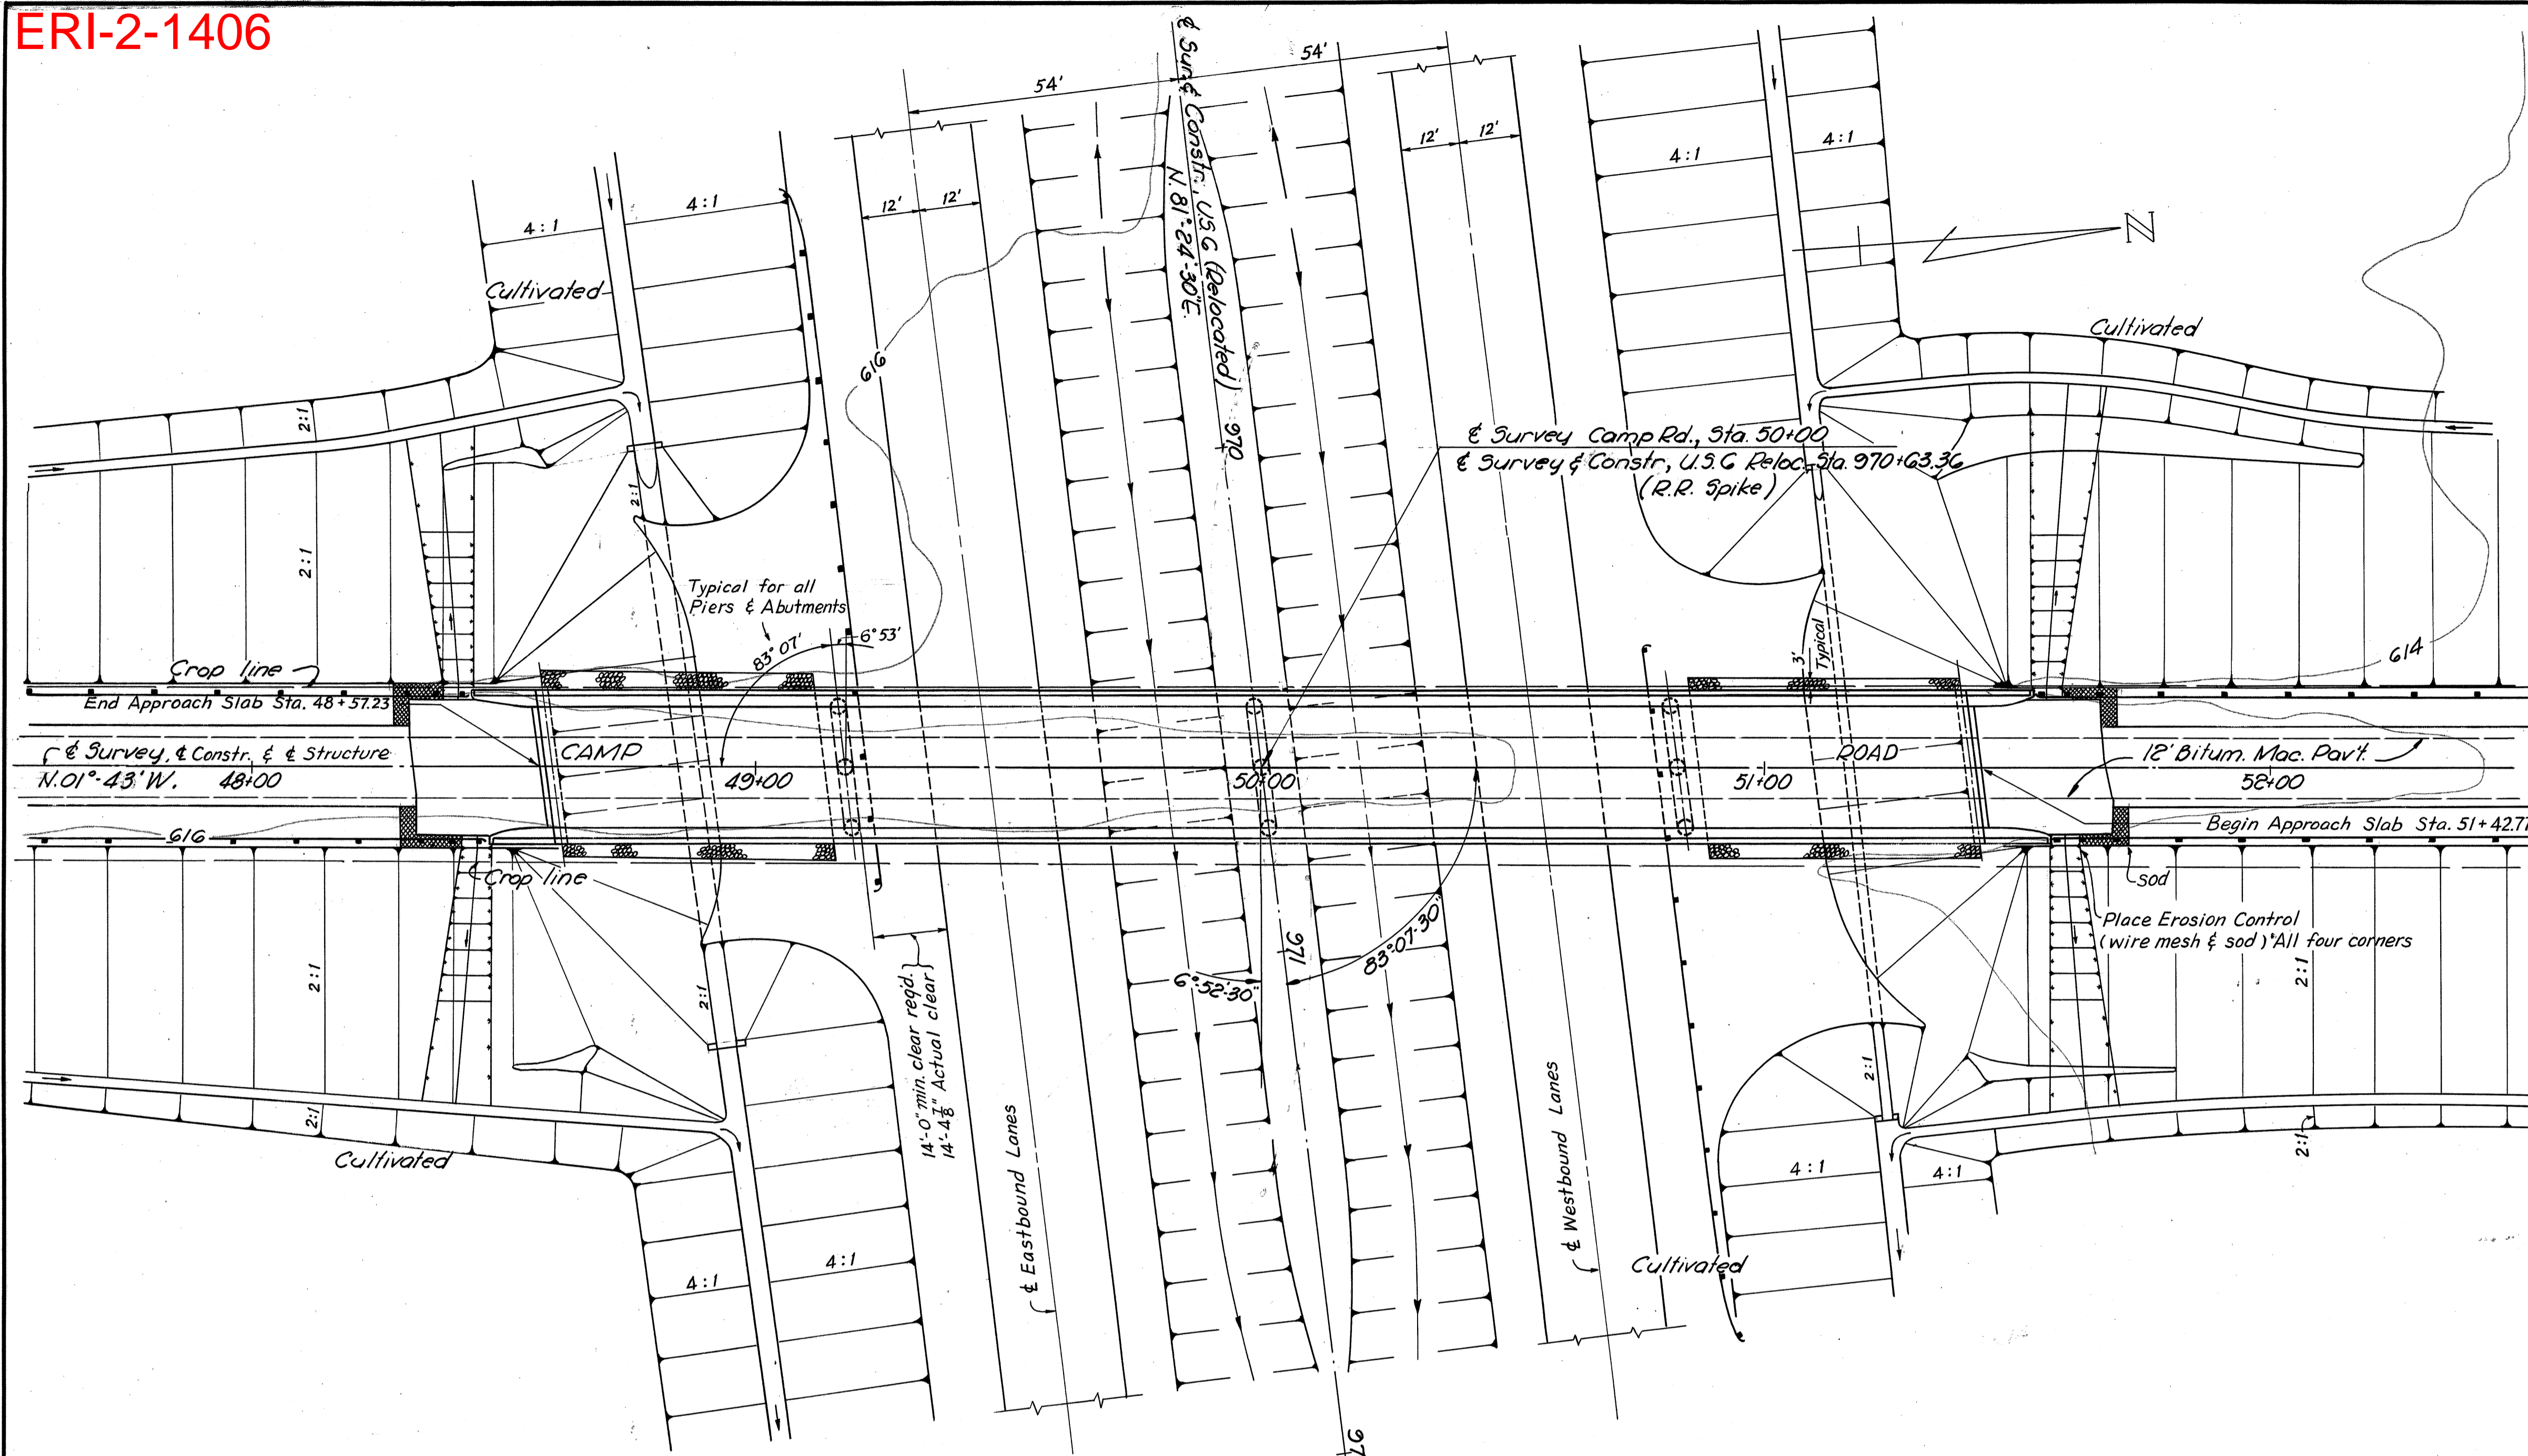 ERI-2-1406
54'
54'
℄ Sur. & Constr., U.S.6 (Relocated)
N. 81°-24'-30"E.
12'
12'
12'
12'
4:1
4:1
4:1
4:1
N
Cultivated
Cultivated
616
970
℄ Survey Camp Rd., Sta. 50+00
℄ Survey & Constr., U.S.6 Reloc. Sta. 970+63.36
(R.R. Spike)
2:1
2:1
2:1
Typical for all
Piers & Abutments
83° 07'
6° 53'
3'
Typical
614
Crop line
End Approach Slab Sta. 48+57.23
℄ Survey, ℄ Constr. & ℄ Structure
N.01°-43'W.
48+00
CAMP
49+00
50+00
51+00
ROAD
12' Bitum. Mac. Pav't.
52+00
616
Begin Approach Slab Sta. 51+42.77
Crop line
sod
Place Erosion Control
(wire mesh & sod) *All four corners
971
6°-52'-30"
83°-07'-30"
14'-0" min. clear req'd.
14'-4 7/8" Actual clear
2:1
2:1
2:1
2:1
2:1
2:1
℄ Eastbound Lanes
℄ Westbound Lanes
Cultivated
Cultivated
4:1
4:1
4:1
4:1
97